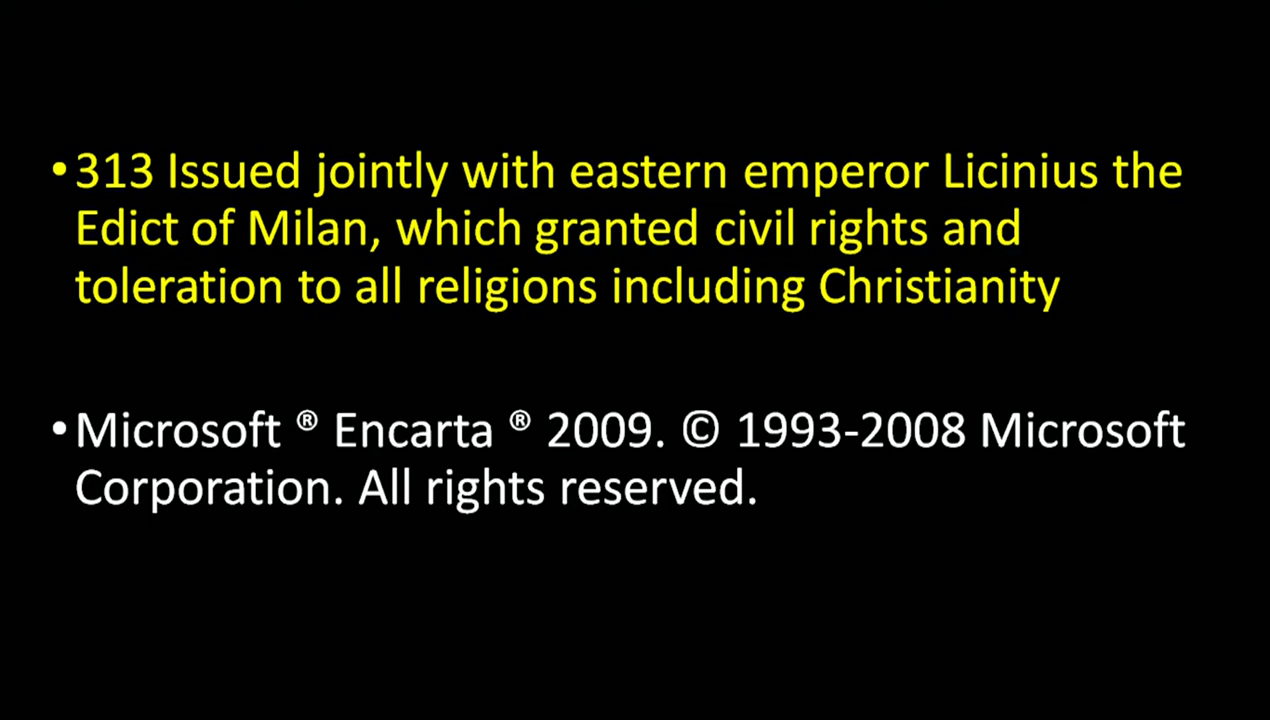 •313 Issued jointly with eastern emperor Licinius the
Edict of Milan, which granted civil rights and
toleration to all religions including Christianity
•Microsoft ® Encarta ® 2009. © 1993-2008 Microsoft
Corporation. All rights reserved.